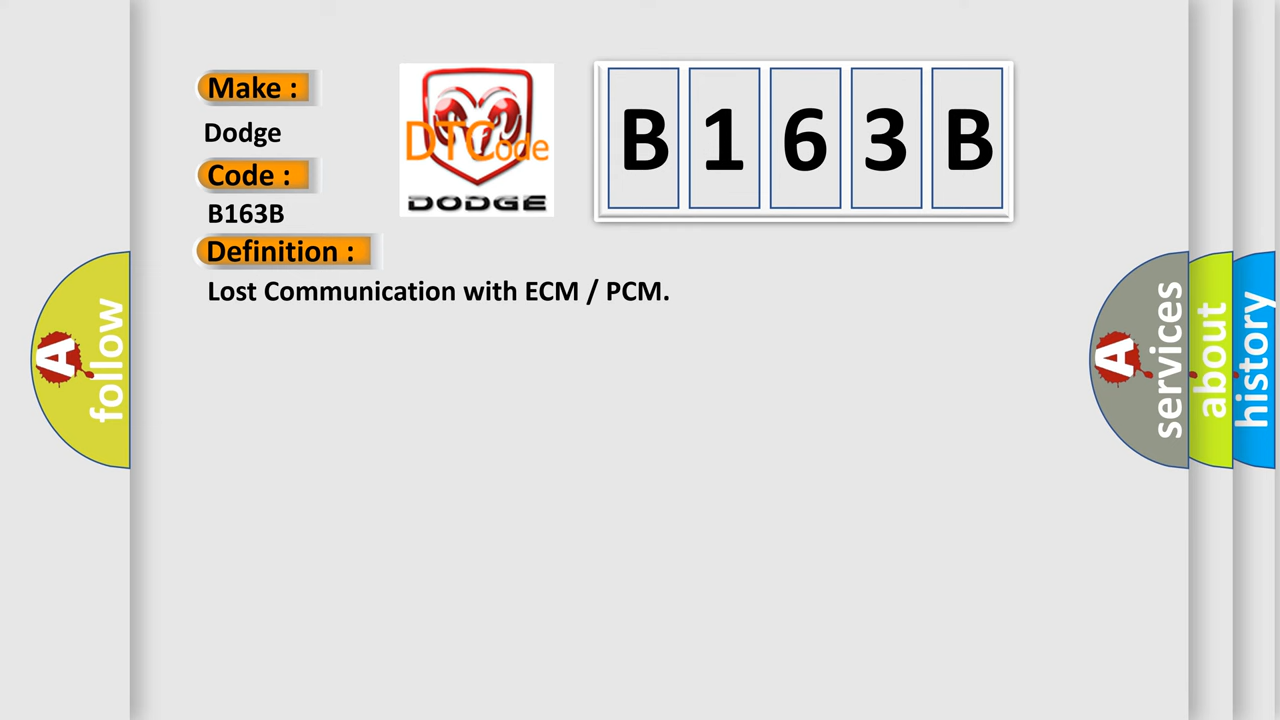 Make :
Dodge
Code :
B163B
Definition :
Lost Communication with ECM / PCM.
DTCode
DODGE
B 1 6 3 B
A follow
A services
about
history